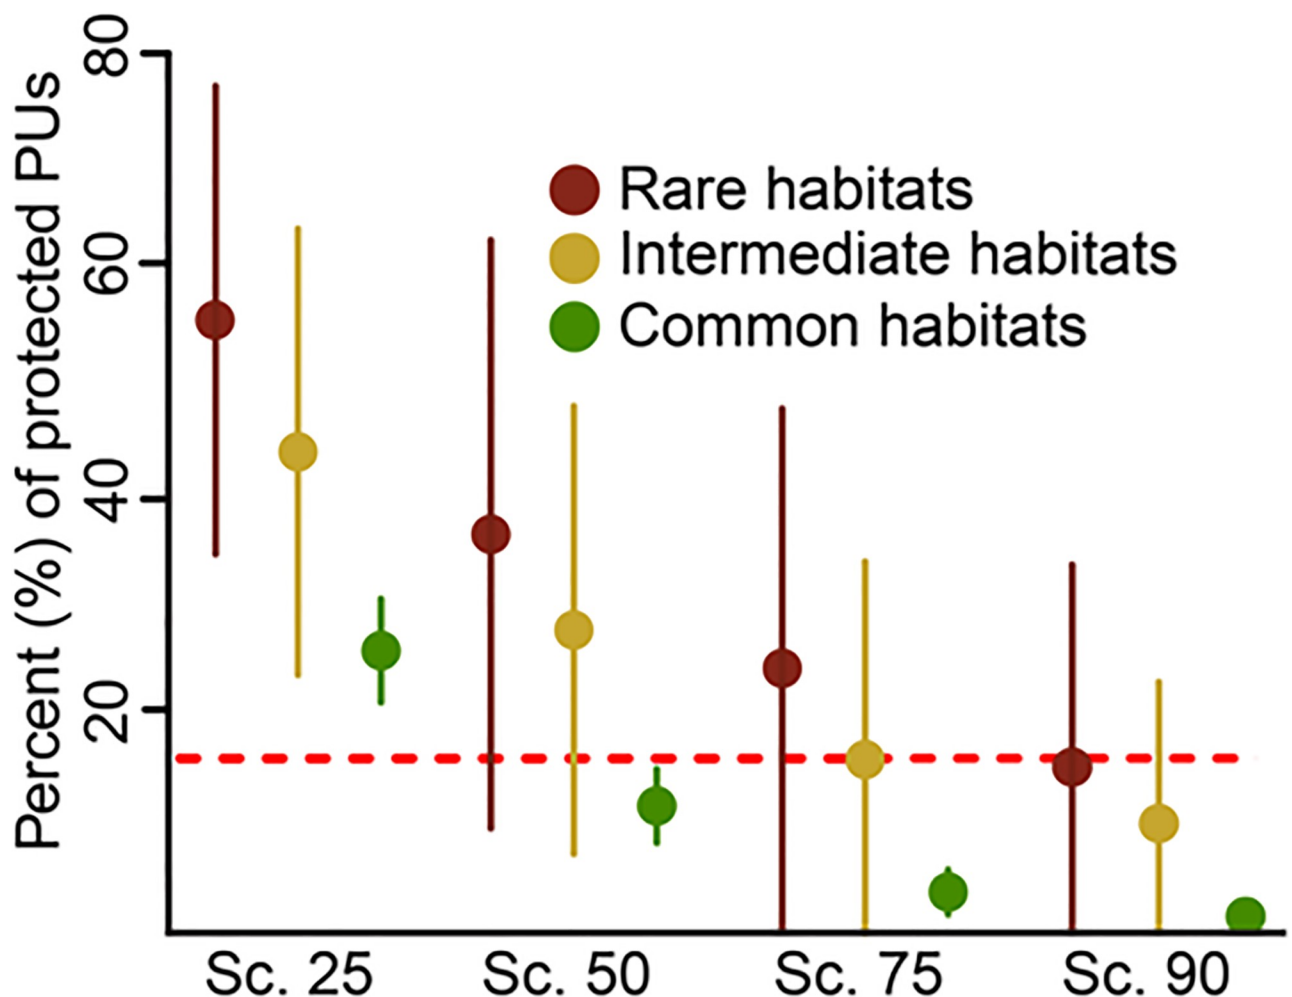 Percent (%) of protected PUs
80
60
40
20
Rare habitats
Intermediate habitats
Common habitats
Sc. 25
Sc. 50
Sc. 75
Sc. 90